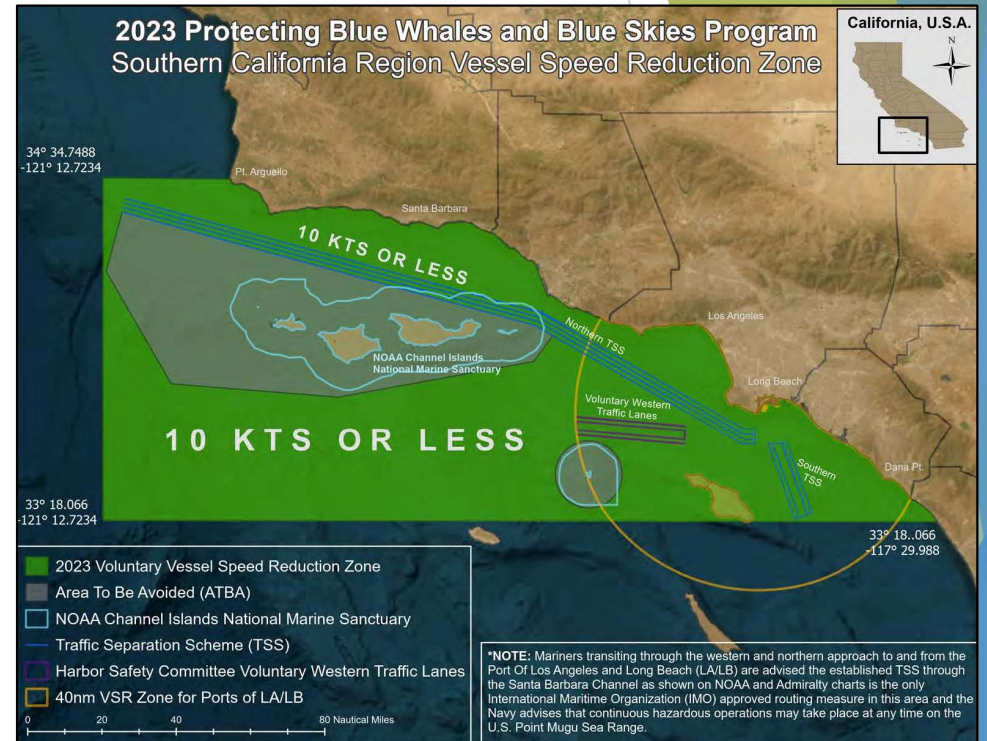 2023 Protecting Blue Whales and Blue Skies Program
Southern California Region Vessel Speed Reduction Zone
California, U.S.A.
N
34° 34.7488
-121° 12.7234
Pt. Arguello
Santa Barbara
10 KTS OR LESS
Los Angeles
Northern TSS
NOAA Channel Islands
National Marine Sanctuary
Long Beach
Voluntary Western
Traffic Lanes
10 KTS OR LESS
Southern
TSS
Dana Pt.
33° 18.066
-121° 12.7234
33° 18..066
-117° 29.988
2023 Voluntary Vessel Speed Reduction Zone
Area To Be Avoided (ATBA)
NOAA Channel Islands National Marine Sanctuary
Traffic Separation Scheme (TSS)
Harbor Safety Committee Voluntary Western Traffic Lanes
40nm VSR Zone for Ports of LA/LB
0 20 40 80 Nautical Miles
*NOTE: Mariners transiting through the western and northern approach to and from the
Port Of Los Angeles and Long Beach (LA/LB) are advised the established TSS through
the Santa Barbara Channel as shown on NOAA and Admiralty charts is the only
International Maritime Organization (IMO) approved routing measure in this area and the
Navy advises that continuous hazardous operations may take place at any time on the
U.S. Point Mugu Sea Range.